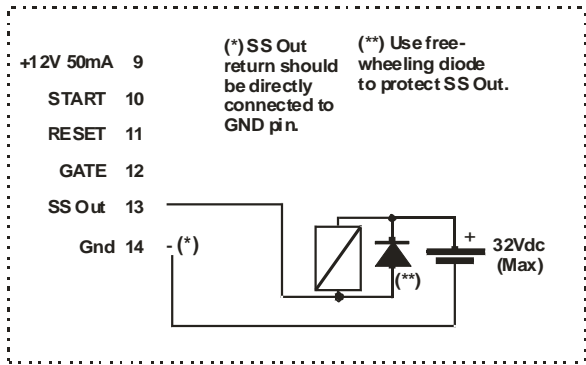 +12V 50mA 9
START 10
RESET 11
GATE 12
SS Out 13
Gnd 14 - (*)
(*) SS Out
return should
be directly
connected to
GND pin.
(**) Use free-
wheeling diode
to protect SS Out.
(**)
+
32Vdc
(Max)